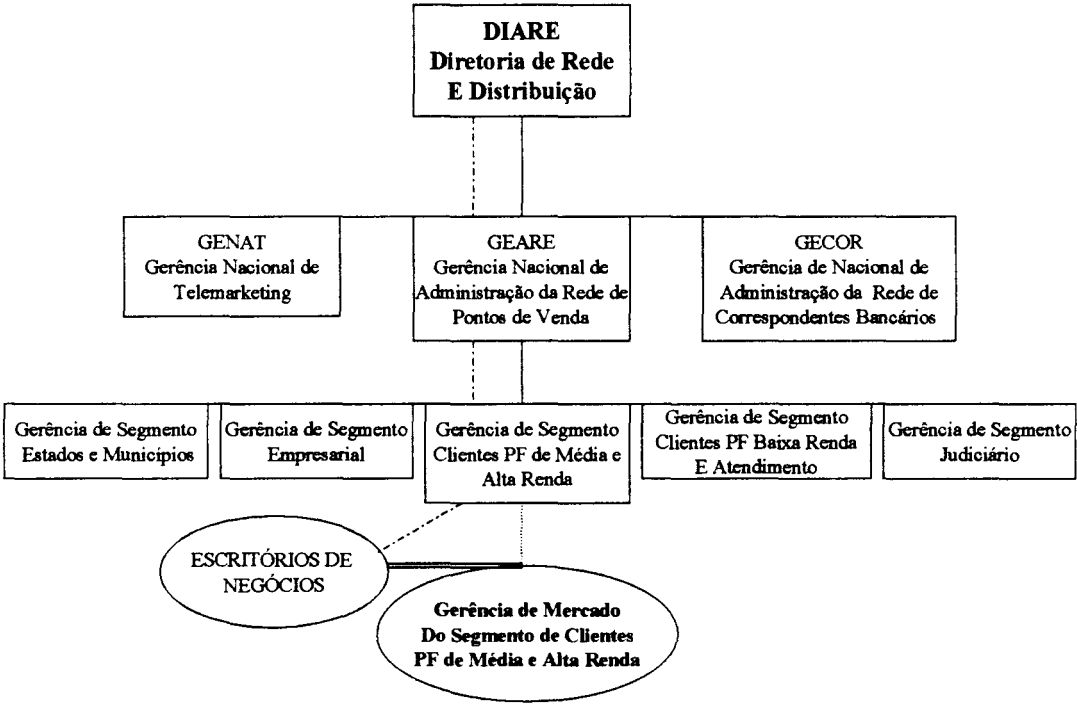 DIARE
Diretoria de Rede
E Distribuição
GENAT
Gerência Nacional de
Telemarketing
GEARE
Gerência Nacional de
Administração da Rede de
Pontos de Venda
GECOR
Gerência de Nacional de
Administração da Rede de
Correspondentes Bancários
Gerência de Segmento
Estados e Municípios
Gerência de Segmento
Empresarial
Gerência de Segmento
Clientes PF de Média e
Alta Renda
Gerência de Segmento
Clientes PF Baixa Renda
E Atendimento
Gerência de Segmento
Judiciário
ESCRITÓRIOS DE
NEGÓCIOS
Gerência de Mercado
Do Segmento de Clientes
PF de Média e Alta Renda